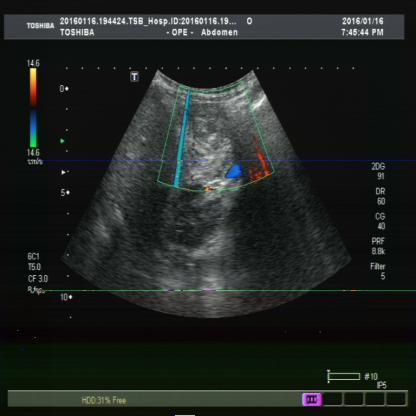 TOSHIBA 20160116.194424.TSB_Hosp.ID:20160116.19... O 2016/01/16
TOSHIBA - OPE - Abdomen 7:45:44 PM
T
14.6
0
14.6
cm/s
5
10
2DG
91
DR
60
CG
40
PRF
8.8k
Filter
5
6C1
T5.0
CF 3.0
#10
IP5
HDD:31% Free